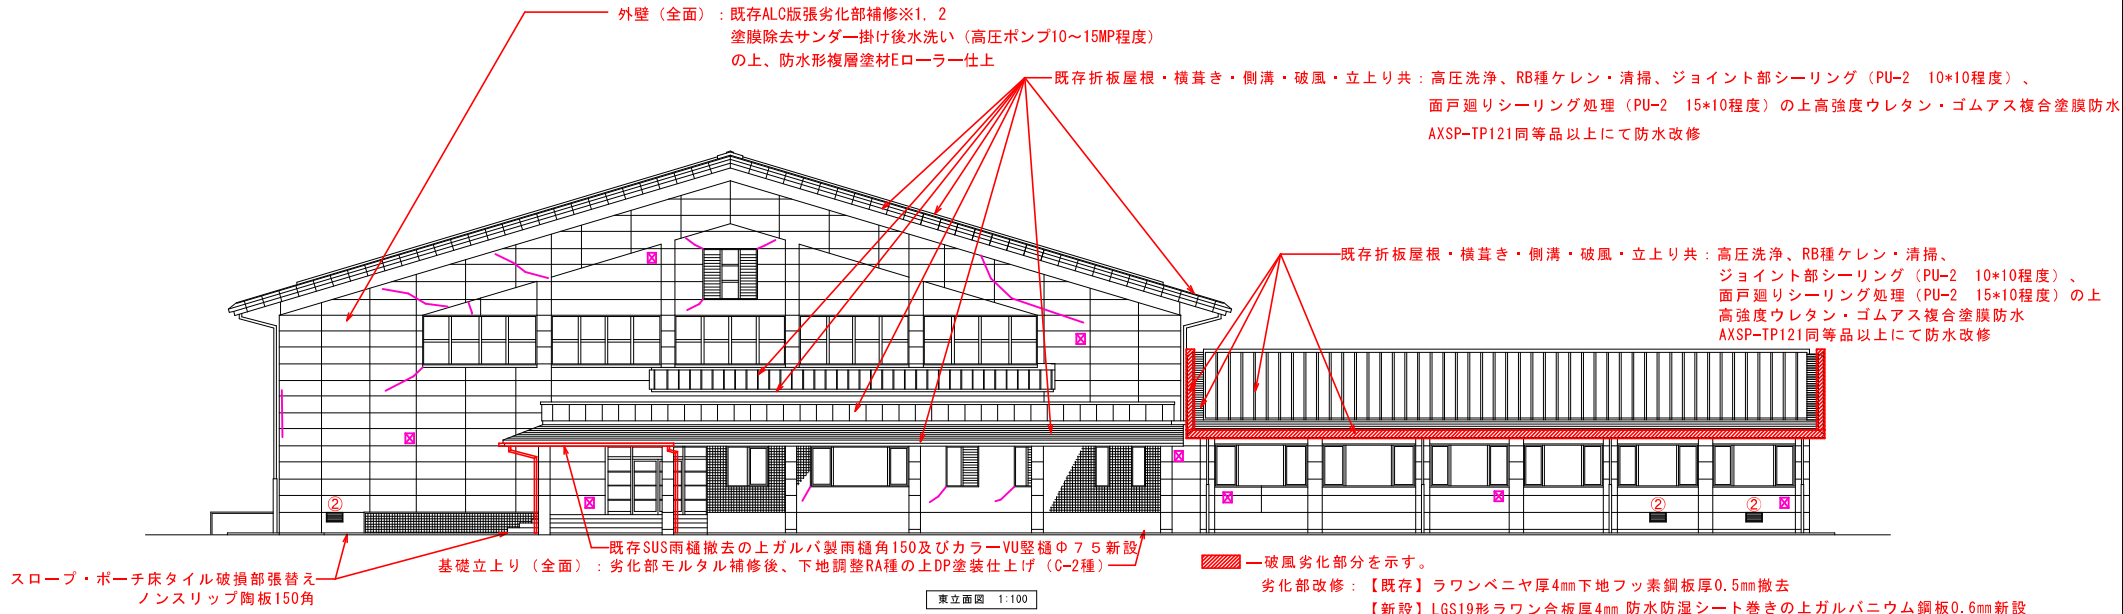 外壁（全面）：既存ALC版張劣化部補修※1, 2
塗膜除去サンダー掛け後水洗い（高圧ポンプ10～15MP程度）
の上、防水形複層塗材Eローラー仕上
既存折板屋根・横葺き・側溝・破風・立上り共：高圧洗浄、RB種ケレン・清掃、ジョイント部シーリング（PU-2　10*10程度）、
面戸廻りシーリング処理（PU-2　15*10程度）の上高強度ウレタン・ゴムアス複合塗膜防水
AXSP-TP121同等品以上にて防水改修
既存折板屋根・横葺き・側溝・破風・立上り共：高圧洗浄、RB種ケレン・清掃、
ジョイント部シーリング（PU-2　10*10程度）、
面戸廻りシーリング処理（PU-2　15*10程度）の上
高強度ウレタン・ゴムアス複合塗膜防水
AXSP-TP121同等品以上にて防水改修
②
②
②
既存SUS雨樋撤去の上ガルバ製雨樋角150及びカラーVU竪樋Φ７５新設
基礎立上り（全面）：劣化部モルタル補修後、下地調整RA種の上DP塗装仕上げ（C-2種）
スロープ・ポーチ床タイル破損部張替え
ノンスリップ陶板150角
東立面図　1:100
破風劣化部分を示す。
劣化部改修：【既存】ラワンベニヤ厚4mm下地フッ素鋼板厚0.5mm撤去
【新設】LGS19形ラワン合板厚4mm 防水防湿シート巻きの上ガルバニウム鋼板0.6mm新設